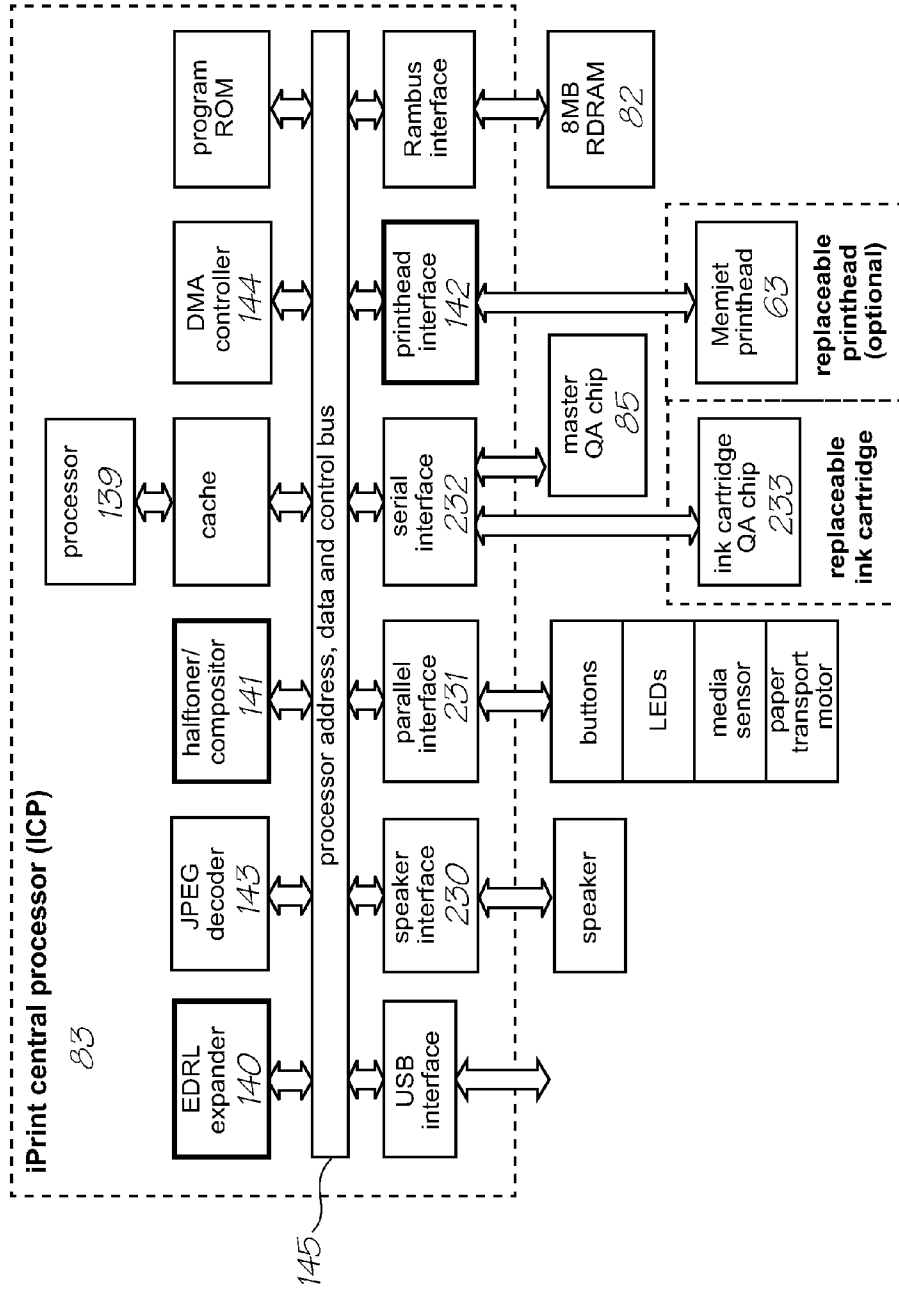 iPrint central processor (ICP)
83
processor
139
EDRL
expander
140
JPEG
decoder
143
halftoner/
compositor
141
cache
DMA
controller
144
program
ROM
145
processor address, data and control bus
USB
interface
speaker
interface
230
parallel
interface
231
serial
interface
232
printhead
interface
142
Rambus
interface
speaker
buttons
LEDs
media
sensor
paper
transport
motor
master
QA chip
85
8MB
RDRAM
82
ink cartridge
QA chip
233
replaceable
ink cartridge
Memjet
printhead
63
replaceable
printhead
(optional)